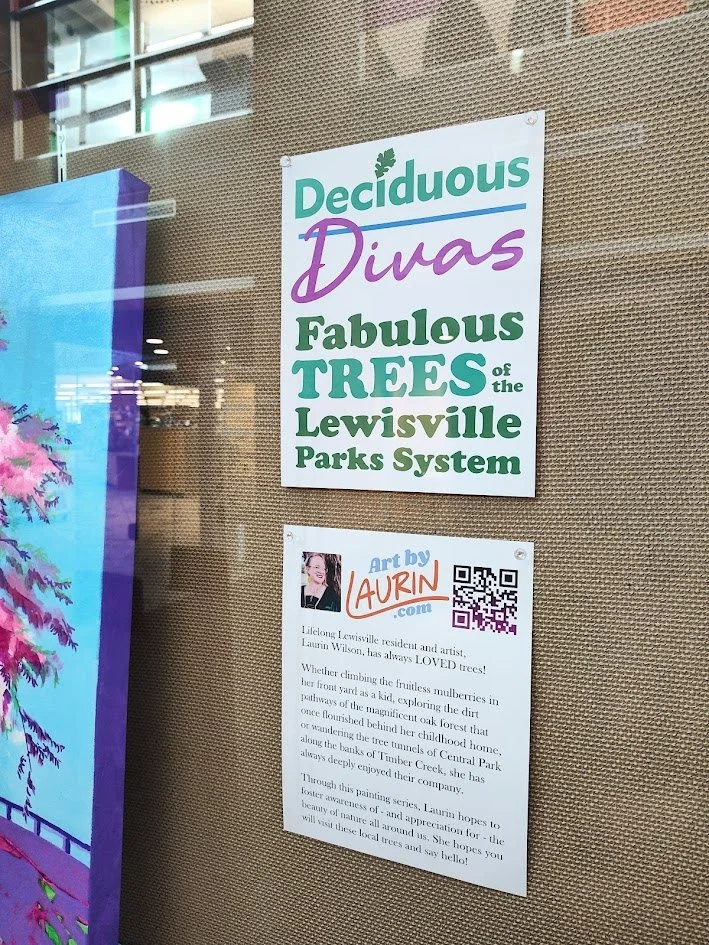 Deciduous
Divas
Fabulous
TREES of the
Lewisville
Parks System
Art by
LAURIN
.com
Lifelong Lewisville resident and artist,
Laurin Wilson, has always LOVED trees!
Whether climbing the fruitless mulberries in
her front yard as a kid, exploring the dirt
pathways of the magnificent oak forest that
once flourished behind her childhood home,
or wandering the tree tunnels of Central Park
along the banks of Timber Creek, she has
always deeply enjoyed their company.
Through this painting series, Laurin hopes to
foster awareness of - and appreciation for - the
beauty of nature all around us. She hopes you
will visit these local trees and say hello!